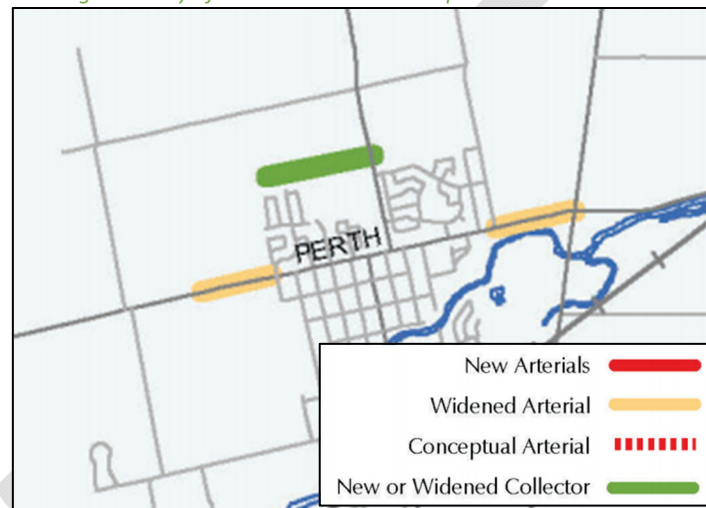 PERTH
New Arterials
Widened Arterial
Conceptual Arterial
New or Widened Collector